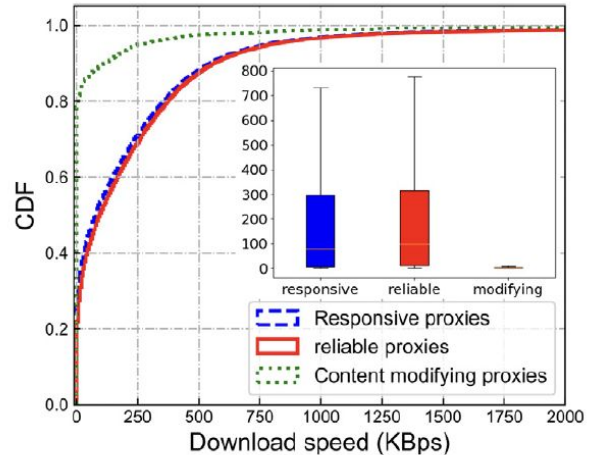 1.0
0.8
0.6
0.4
0.2
0.0
CDF
0 250 500 750 1000 1250 1500 1750 2000
Download speed (KBps)
800
700
600
500
400
300
200
100
0
responsive reliable modifying
Responsive proxies
reliable proxies
Content modifying proxies